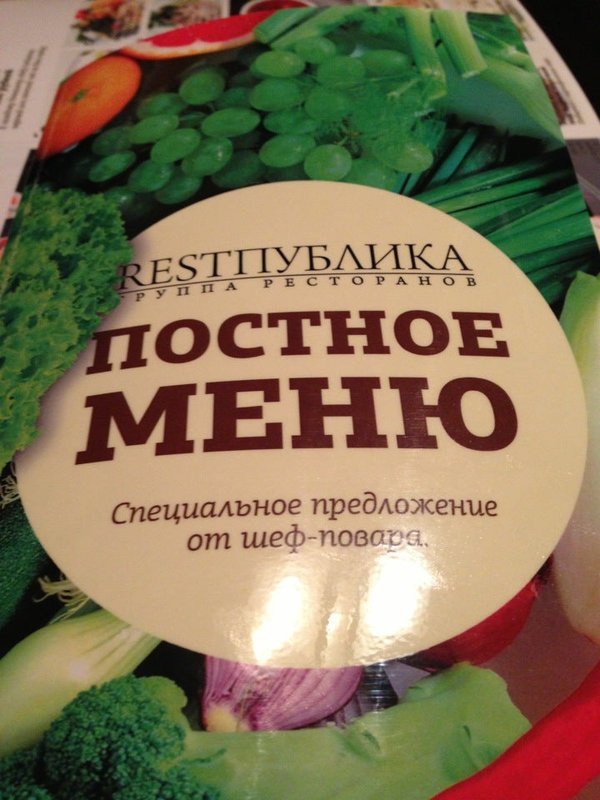 RESTПУБЛИКА
ГРУППА РЕСТОРАНОВ
ПОСТНОЕ
МЕНЮ
Специальное предложение
от шеф-повара.